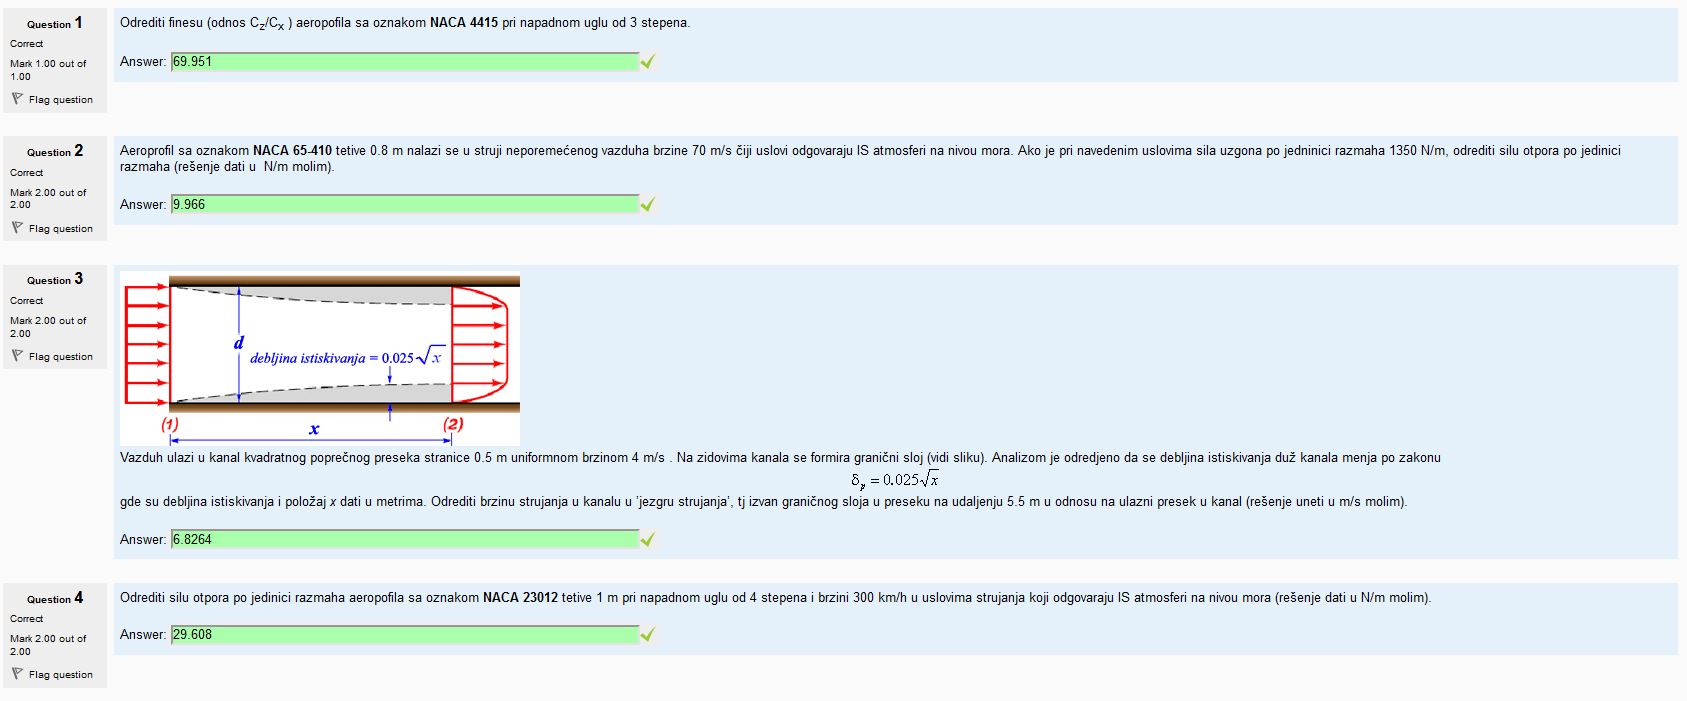 Question 1
Correct
Mark 1.00 out of
1.00
Flag question
Odrediti finesu (odnos Cz/Cx ) aeropofila sa oznakom NACA 4415 pri napadnom uglu od 3 stepena.
Answer: 69.951
Question 2
Correct
Mark 2.00 out of
2.00
Flag question
Aeroprofil sa oznakom NACA 65-410 tetive 0.8 m nalazi se u struji neporemećenog vazduha brzine 70 m/s čiji uslovi odgovaraju IS atmosferi na nivou mora. Ako je pri navedenim uslovima sila uzgona po jedninici razmaha 1350 N/m, odrediti silu otpora po jedinici
razmaha (rešenje dati u N/m molim).
Answer: 9.966
Question 3
Correct
Mark 2.00 out of
2.00
Flag question
d
debljina istiskivanja = 0.025√x
(1)
x
(2)
Vazduh ulazi u kanal kvadratnog poprečnog preseka stranice 0.5 m uniformnom brzinom 4 m/s . Na zidovima kanala se formira granični sloj (vidi sliku). Analizom je odredjeno da se debljina istiskivanja duž kanala menja po zakonu
= 0.025√x
gde su debljina istiskivanja i položaj x dati u metrima. Odrediti brzinu strujanja u kanalu u 'jezgru strujanja', tj izvan graničnog sloja u preseku na udaljenju 5.5 m u odnosu na ulazni presek u kanal (rešenje uneti u m/s molim).
Answer: 6.8264
Question 4
Correct
Mark 2.00 out of
2.00
Flag question
Odrediti silu otpora po jedinici razmaha aeropofila sa oznakom NACA 23012 tetive 1 m pri napadnom uglu od 4 stepena i brzini 300 km/h u uslovima strujanja koji odgovaraju IS atmosferi na nivou mora (rešenje dati u N/m molim).
Answer: 29.608